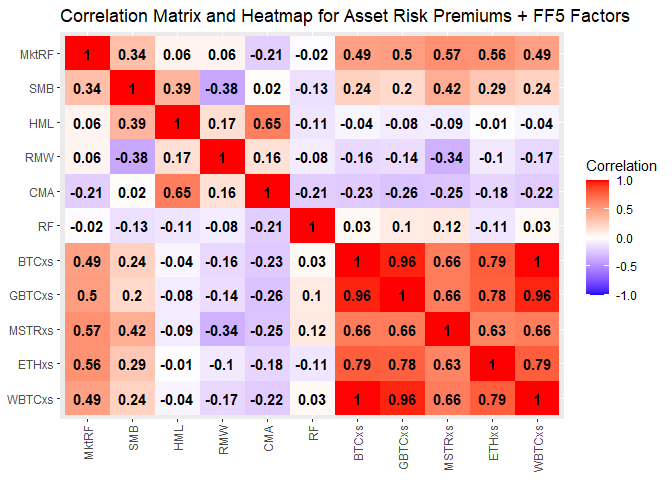 Correlation Matrix and Heatmap for Asset Risk Premiums + FF5 Factors
MktRF 1 0.34 0.06 0.06 -0.21 -0.02 0.49 0.5 0.57 0.56 0.49
SMB 0.34 1 0.39 -0.38 0.02 -0.13 0.24 0.2 0.42 0.29 0.24
HML 0.06 0.39 1 0.17 0.65 -0.11 -0.04 -0.08 -0.09 -0.01 -0.04
RMW 0.06 -0.38 0.17 1 0.16 -0.08 -0.16 -0.14 -0.34 -0.1 -0.17
CMA -0.21 0.02 0.65 0.16 1 -0.21 -0.23 -0.26 -0.25 -0.18 -0.22
RF -0.02 -0.13 -0.11 -0.08 -0.21 1 0.03 0.1 0.12 -0.11 0.03
BTCxs 0.49 0.24 -0.04 -0.16 -0.23 0.03 1 0.96 0.66 0.79 1
GBTCxs 0.5 0.2 -0.08 -0.14 -0.26 0.1 0.96 1 0.66 0.78 0.96
MSTRxs 0.57 0.42 -0.09 -0.34 -0.25 0.12 0.66 0.66 1 0.63 0.66
ETHxs 0.56 0.29 -0.01 -0.1 -0.18 -0.11 0.79 0.78 0.63 1 0.79
WBTCxs 0.49 0.24 -0.04 -0.17 -0.22 0.03 1 0.96 0.66 0.79 1
MktRF SMB HML RMW CMA RF BTCxs GBTCxs MSTRxs ETHxs WBTCxs
Correlation
1.0
0.5
0.0
-0.5
-1.0